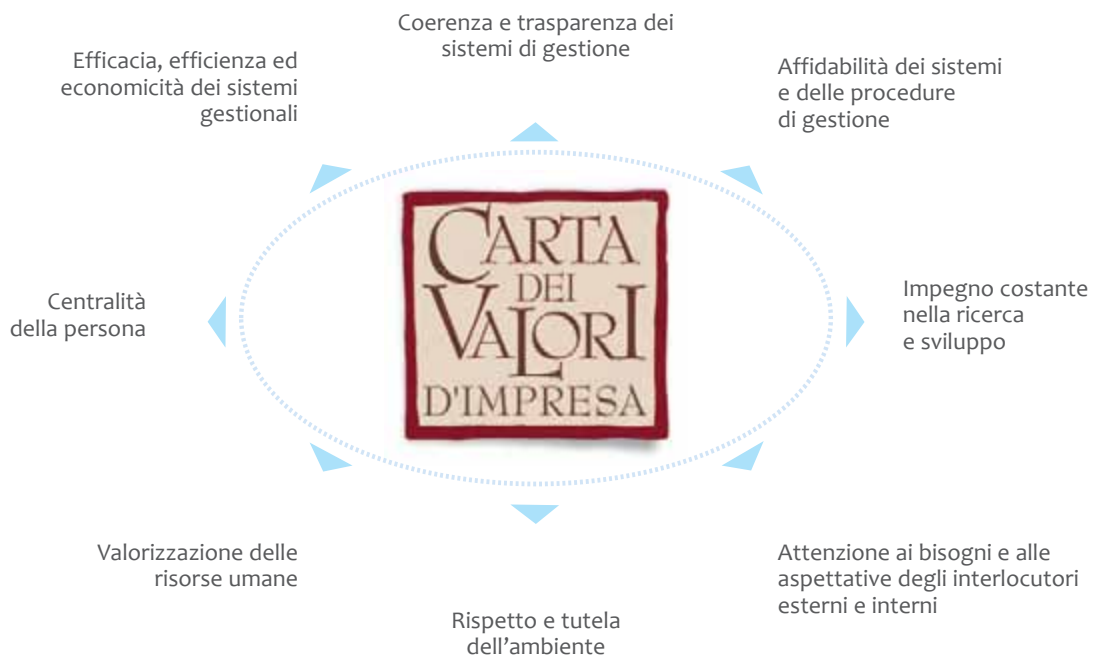 Coerenza e trasparenza dei
sistemi di gestione
Efficacia, efficienza ed
economicità dei sistemi
gestionali
Affidabilità dei sistemi
e delle procedure
di gestione
CARTA
DEI
VALORI
D'IMPRESA
Centralità
della persona
Impegno costante
nella ricerca
e sviluppo
Valorizzazione delle
risorse umane
Attenzione ai bisogni e alle
aspettative degli interlocutori
esterni e interni
Rispetto e tutela
dell’ambiente